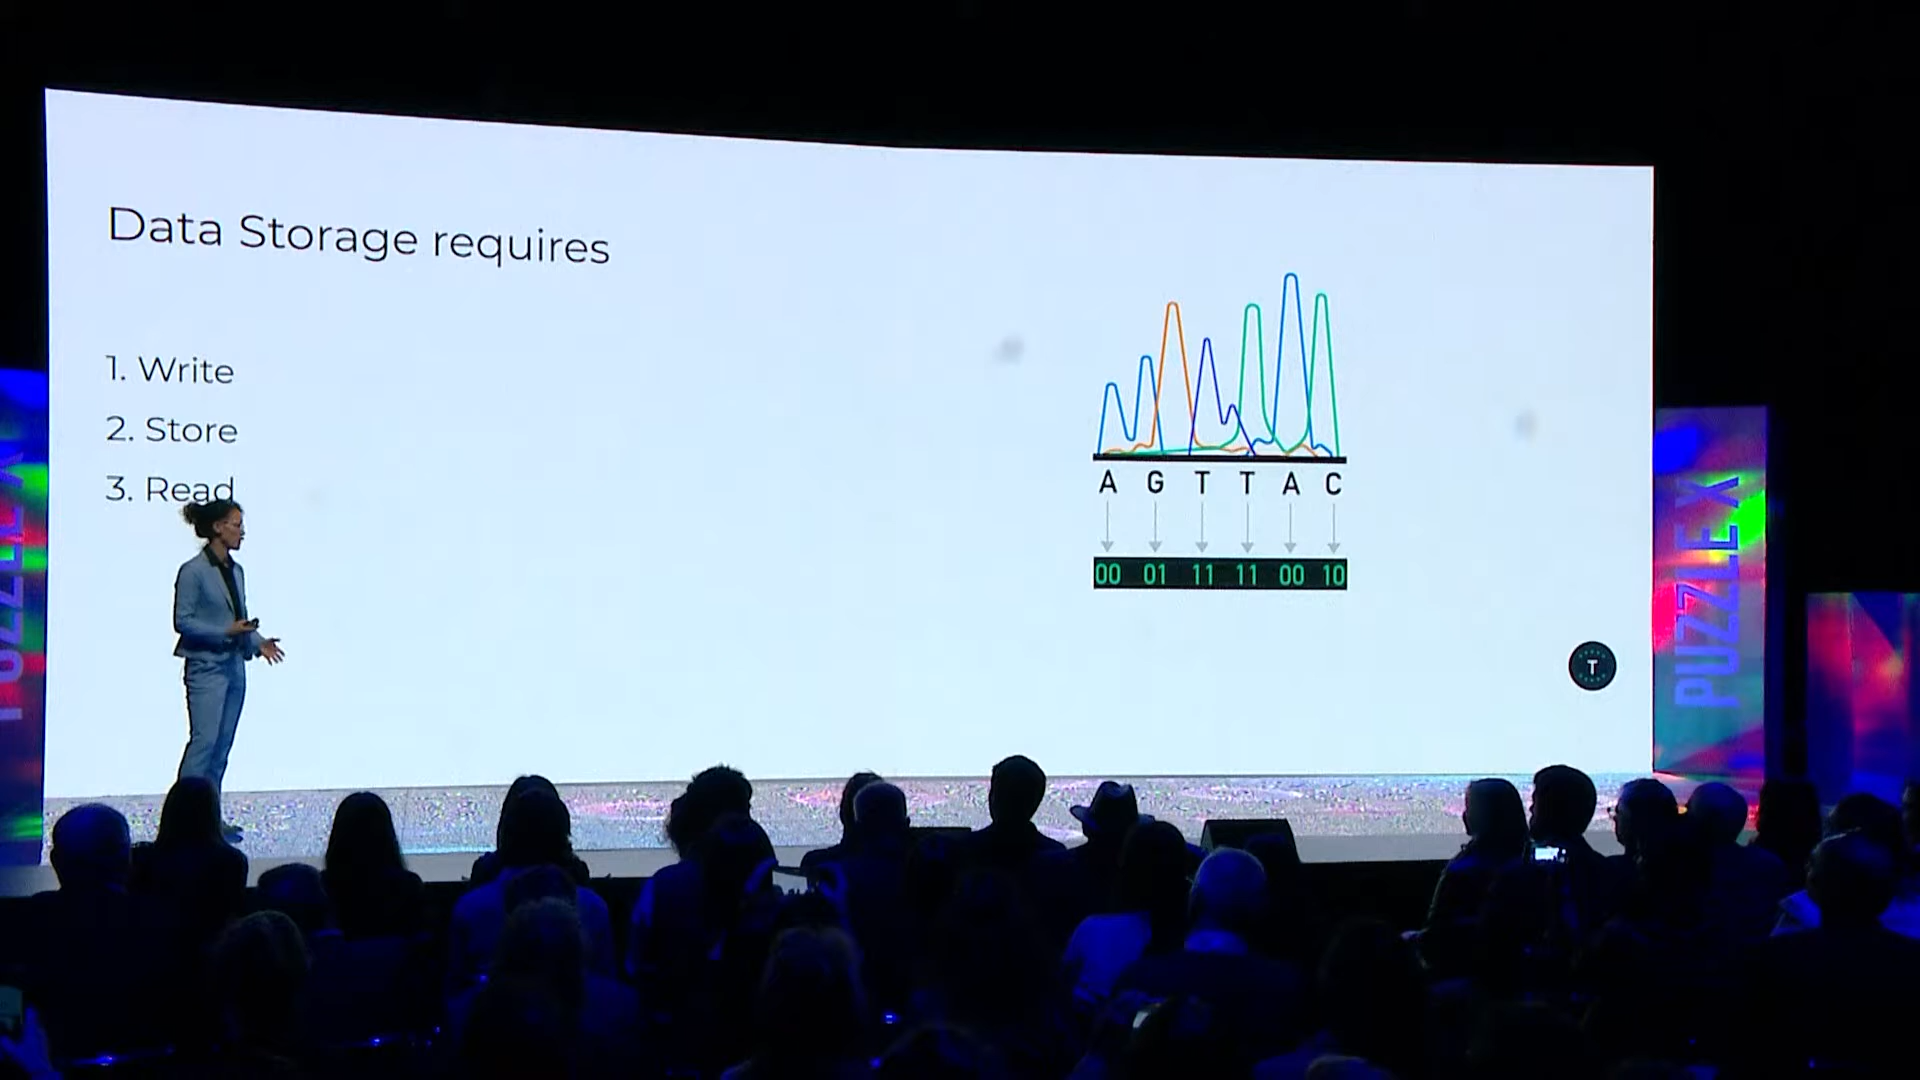 Data Storage requires
1. Write
2. Store
3. Read
A G T T A C
00 01 11 11 00 10
T
PUZZLE X
PUZZLE X